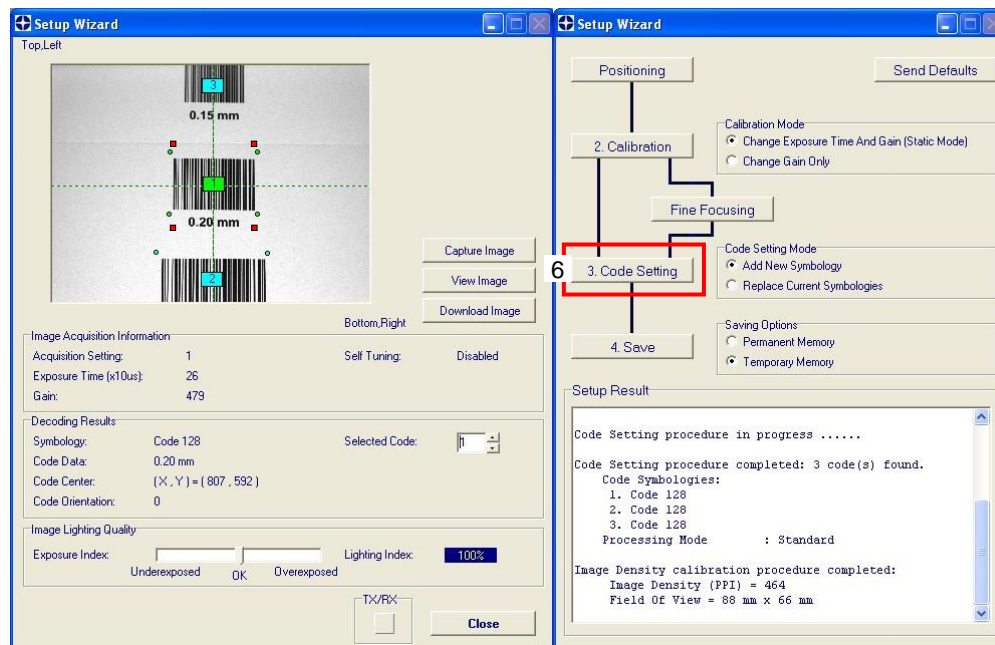 Setup Wizard
Top,Left
3
0.15 mm
1
0.20 mm
2
Capture Image
View Image
Download Image
Bottom,Right
Image Acquisition Information
Acquisition Setting: 1 Self Tuning: Disabled
Exposure Time (x10us): 26
Gain: 479
Decoding Results
Symbology: Code 128 Selected Code: 1
Code Data: 0.20 mm
Code Center: (X,Y) = (807, 592)
Code Orientation: 0
Image Lighting Quality
Exposure Index: Lighting Index: 100%
Underexposed OK Overexposed
TX/RX
Close
Setup Wizard
Positioning Send Defaults
Calibration Mode
2. Calibration
Change Exposure Time And Gain (Static Mode)
Change Gain Only
Fine Focusing
Code Setting Mode
6 3. Code Setting
Add New Symbology
Replace Current Symbologies
Saving Options
4. Save
Permanent Memory
Temporary Memory
Setup Result
Code Setting procedure in progress ......
Code Setting procedure completed: 3 code(s) found.
Code Symbologies:
1. Code 128
2. Code 128
3. Code 128
Processing Mode : Standard
Image Density calibration procedure completed:
Image Density (PPI) = 464
Field Of View = 88 mm x 66 mm